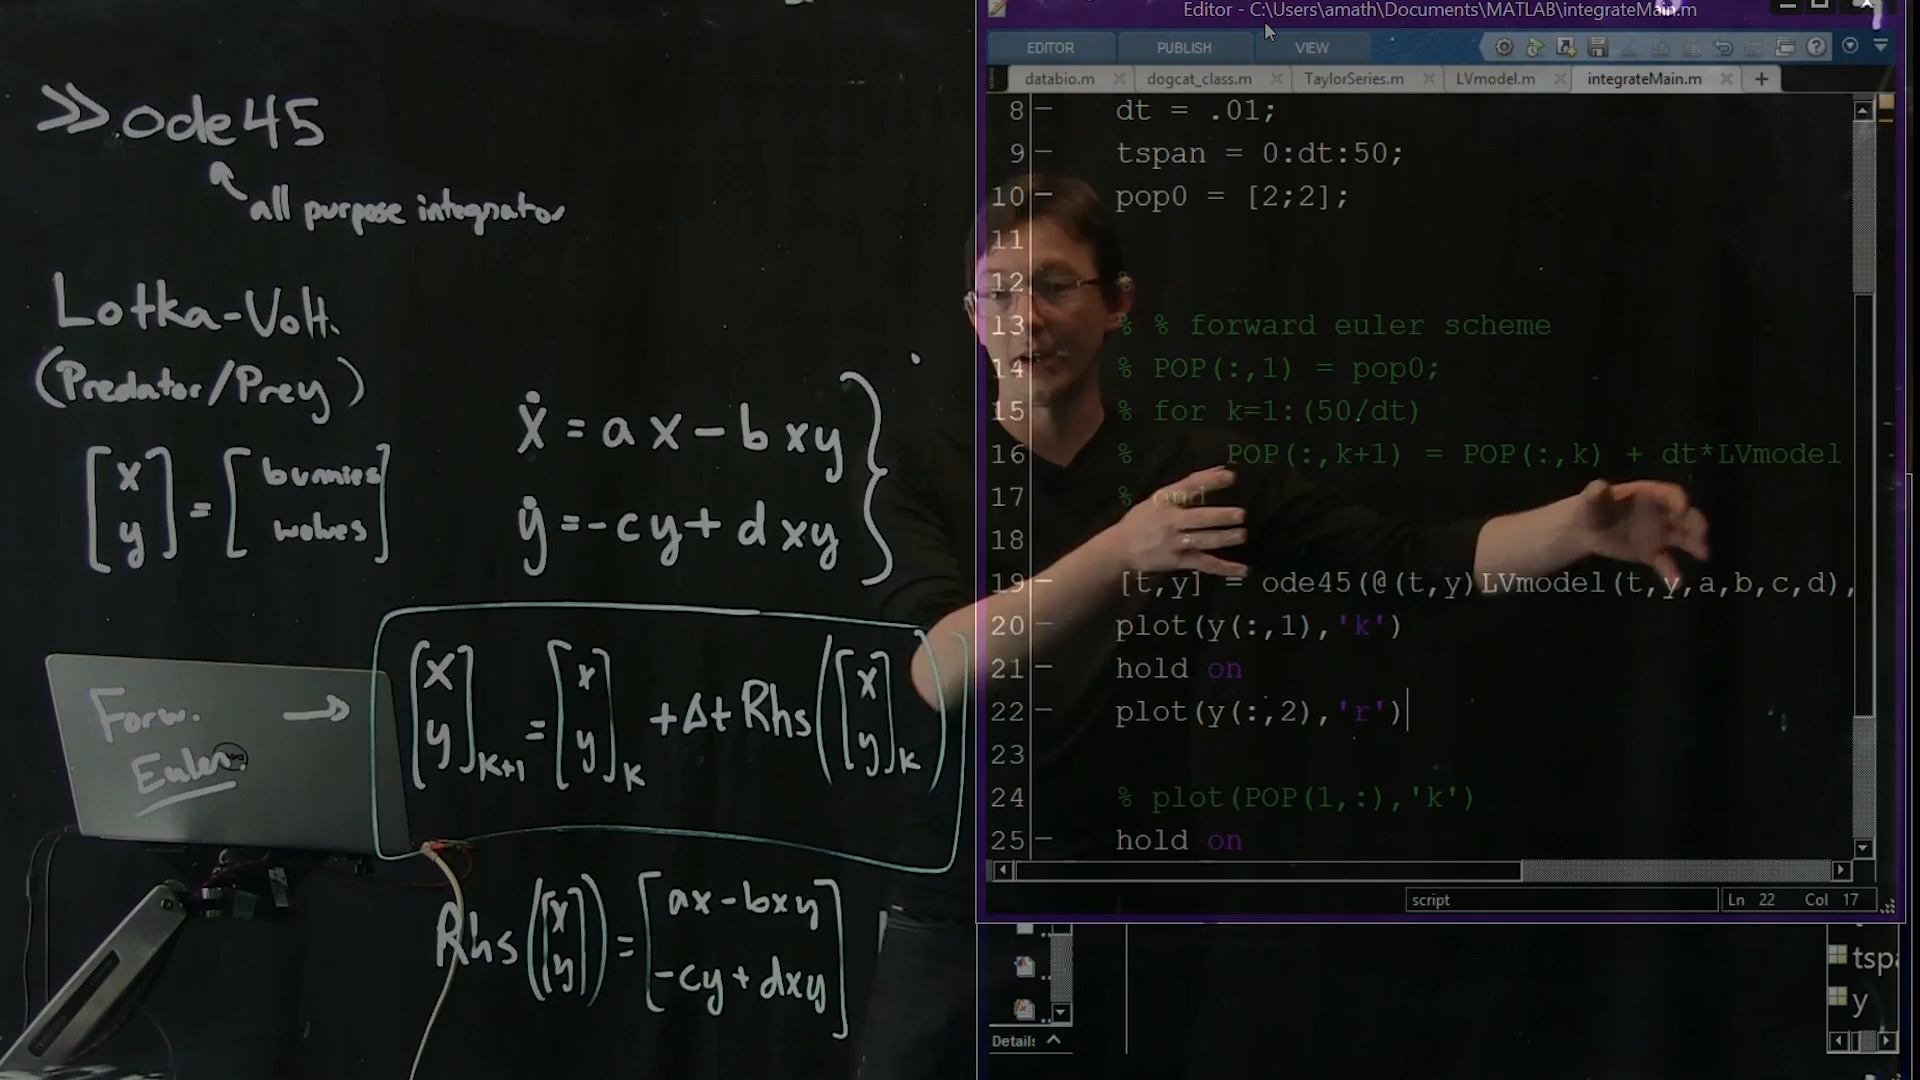 >> ode45
all purpose integrator
Lotka-Volt.
(Predator/Prey)
[x y] = [bunnies wolves]
ẋ = ax - bxy
ẏ = -cy + dxy
Forw. Euler. →
[x y]k+1 = [x y]k + Δt Rhs([x y]k)
Rhs([x y]) = [ax - bxy -cy + dxy]
Editor - C:\Users\amath\Documents\MATLAB\integrateMain.m
EDITOR PUBLISH VIEW
databio.m dogcat_class.m TaylorSeries.m LVmodel.m integrateMain.m
8 dt = .01;
9 tspan = 0:dt:50;
10 pop0 = [2;2];
11
12 %
13 % % forward euler scheme
14 % POP(:,1) = pop0;
15 % for k=1:(50/dt)
16 % POP(:,k+1) = POP(:,k) + dt*LVmodel
17 % end
18
19 [t,y] = ode45(@(t,y)LVmodel(t,y,a,b,c,d),
20 plot(y(:,1),'k')
21 hold on
22 plot(y(:,2),'r')
23
24 % plot(POP(1,:),'k')
25 hold on
script Ln 22 Col 17
Details
y